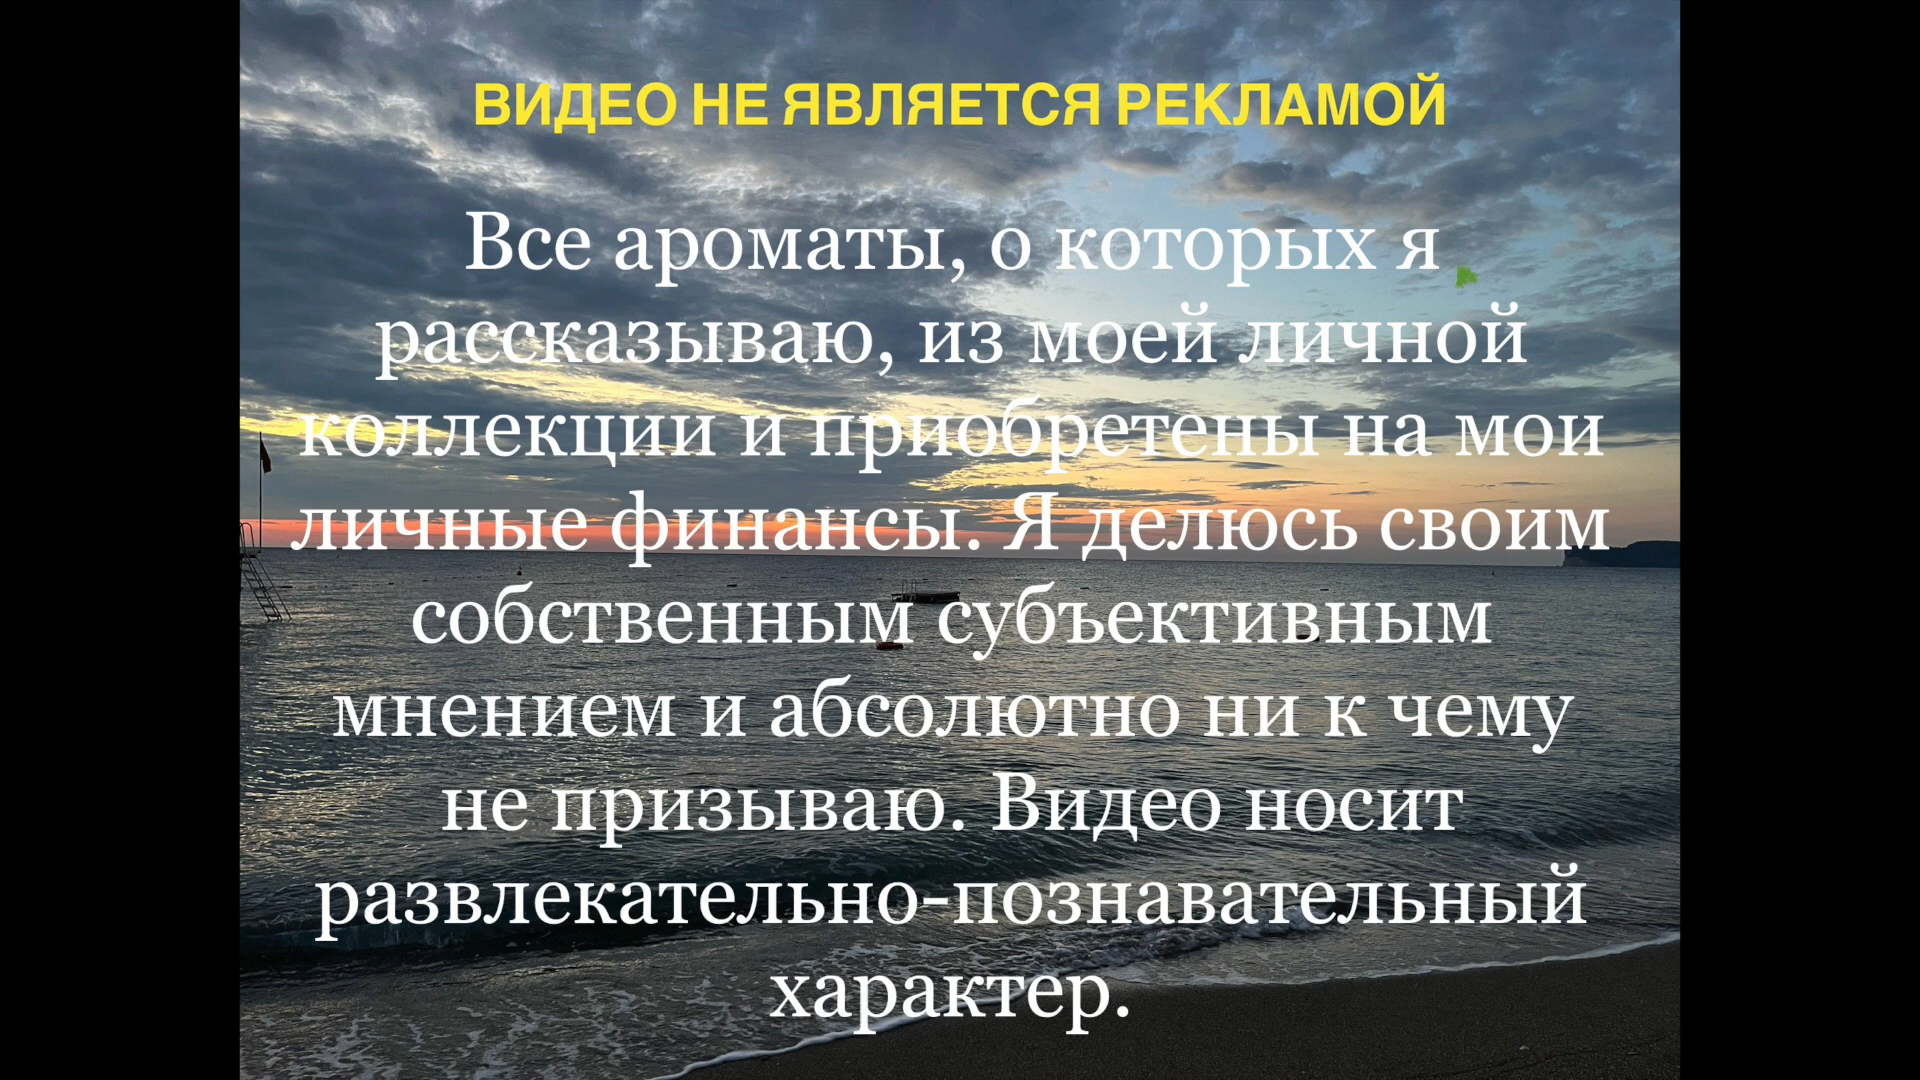 ВИДЕО НЕ ЯВЛЯЕТСЯ РЕКЛАМОЙ
Все ароматы, о которых я
рассказываю, из моей личной
коллекции и приобретены на мои
личные финансы. Я делюсь своим
собственным субъективным
мнением и абсолютно ни к чему
не призываю. Видео носит
развлекательно-познавательный
характер.